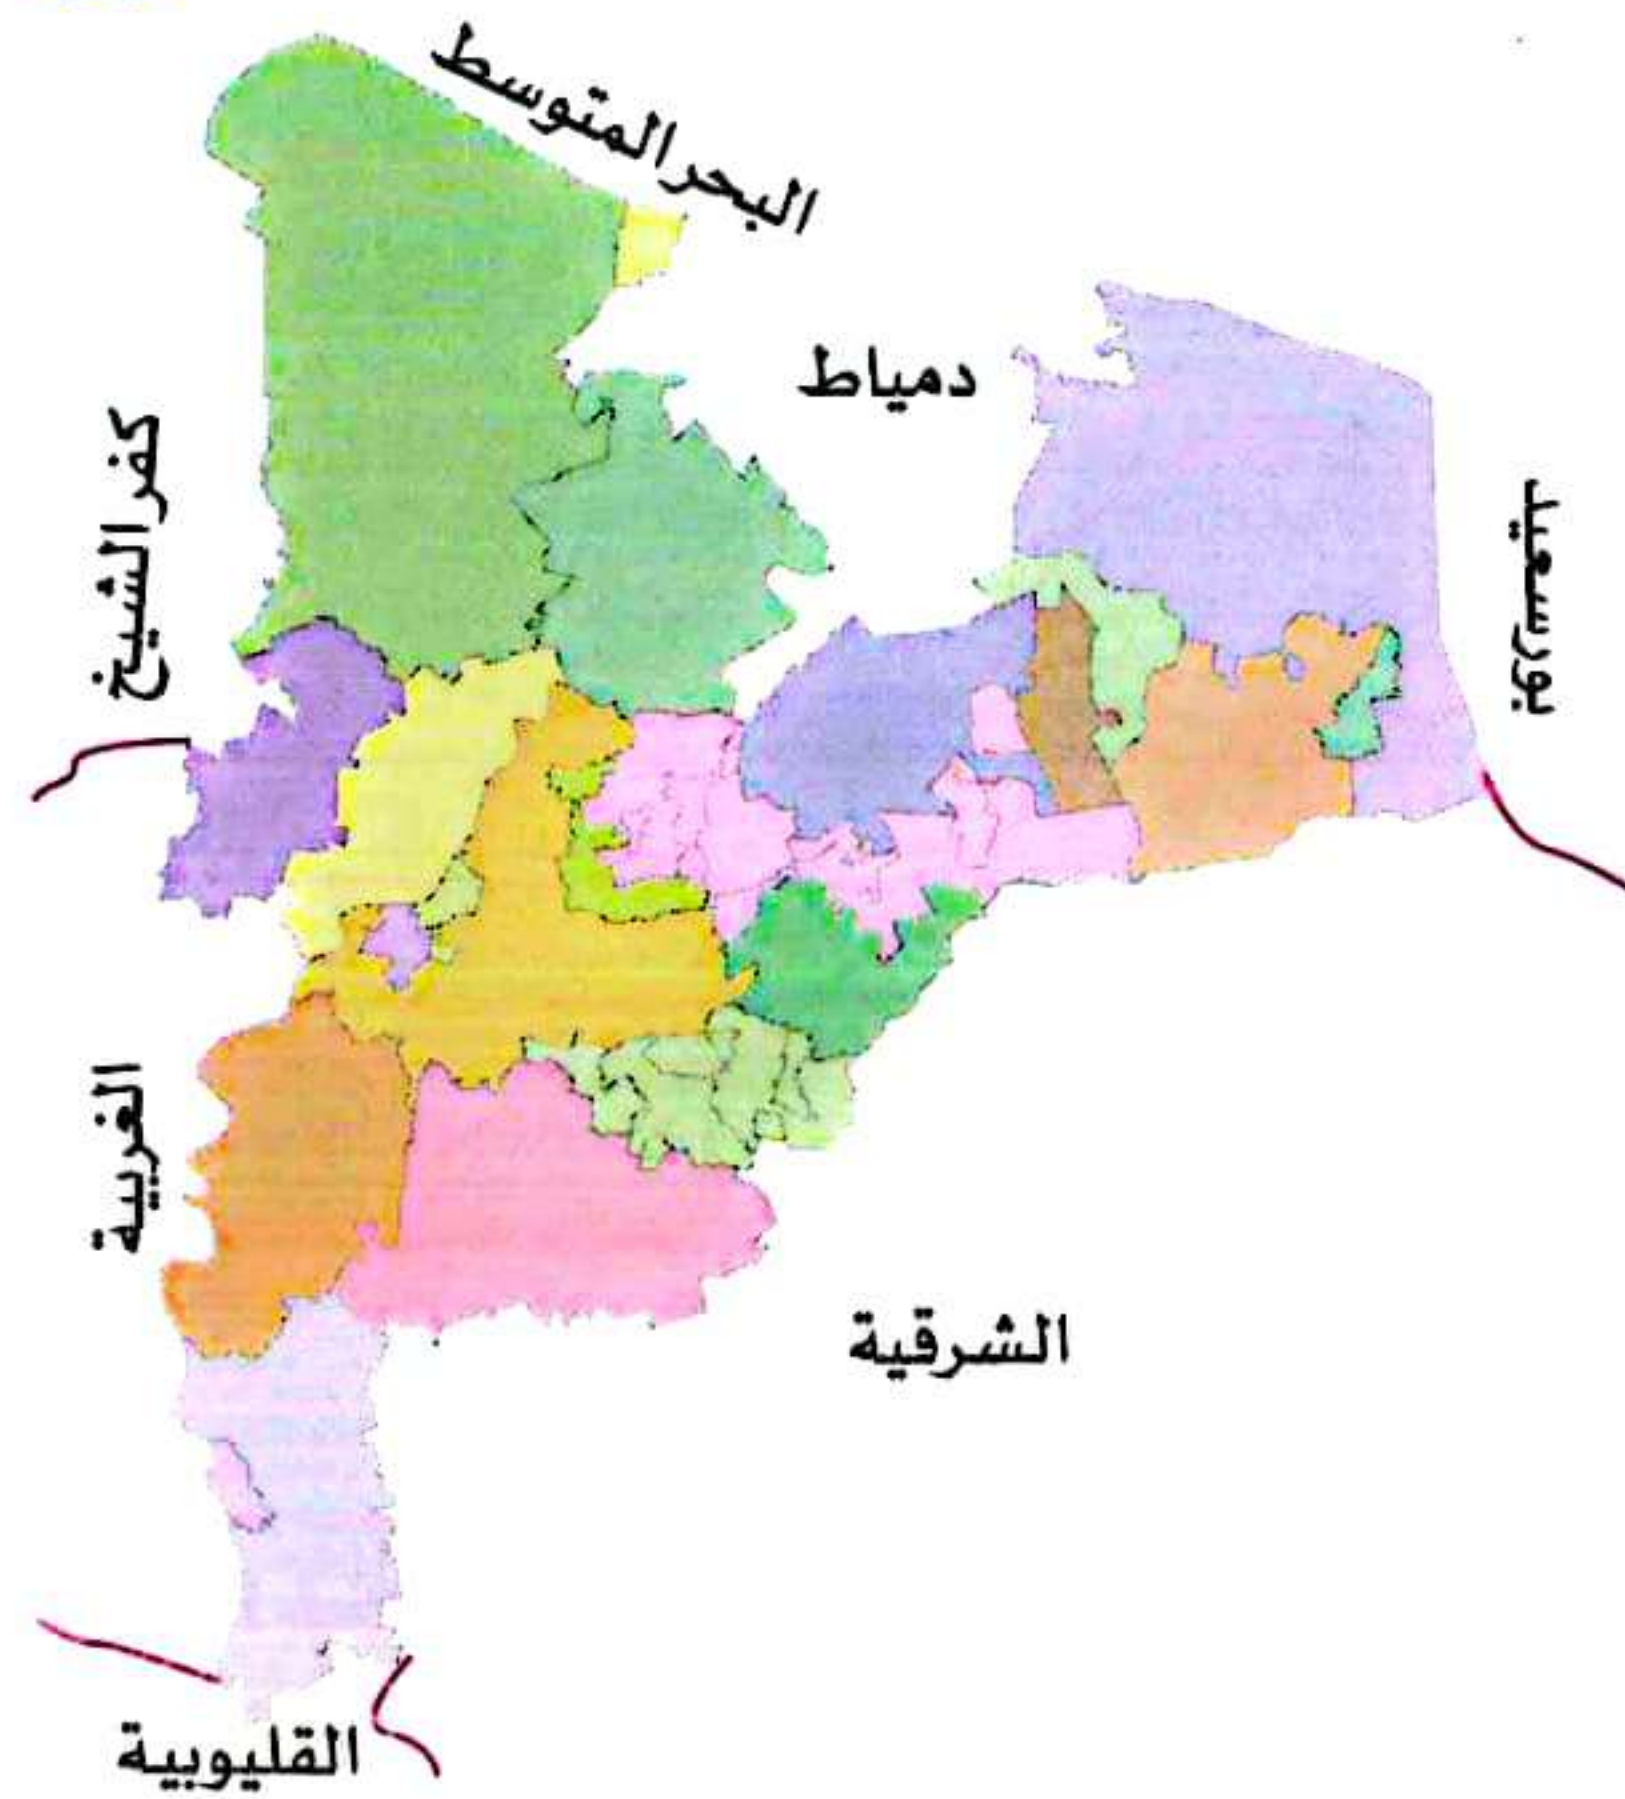 البحر المتوسط
دمياط
كفر الشيخ
بورسعيد
الغربية
الشرقية
القليوبية